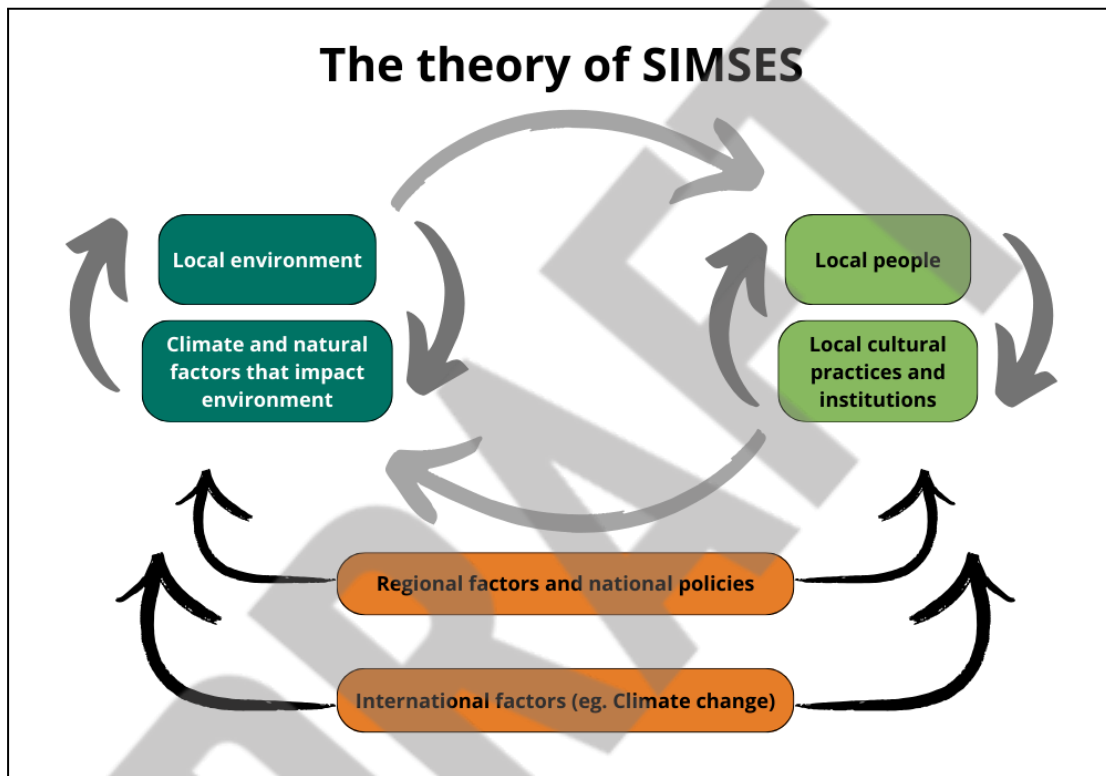 The theory of SIMSES
Local environment
Climate and natural
factors that impact
environment
Local people
Local cultural
practices and
institutions
Regional factors and national policies
International factors (eg. Climate change)
DRAFT